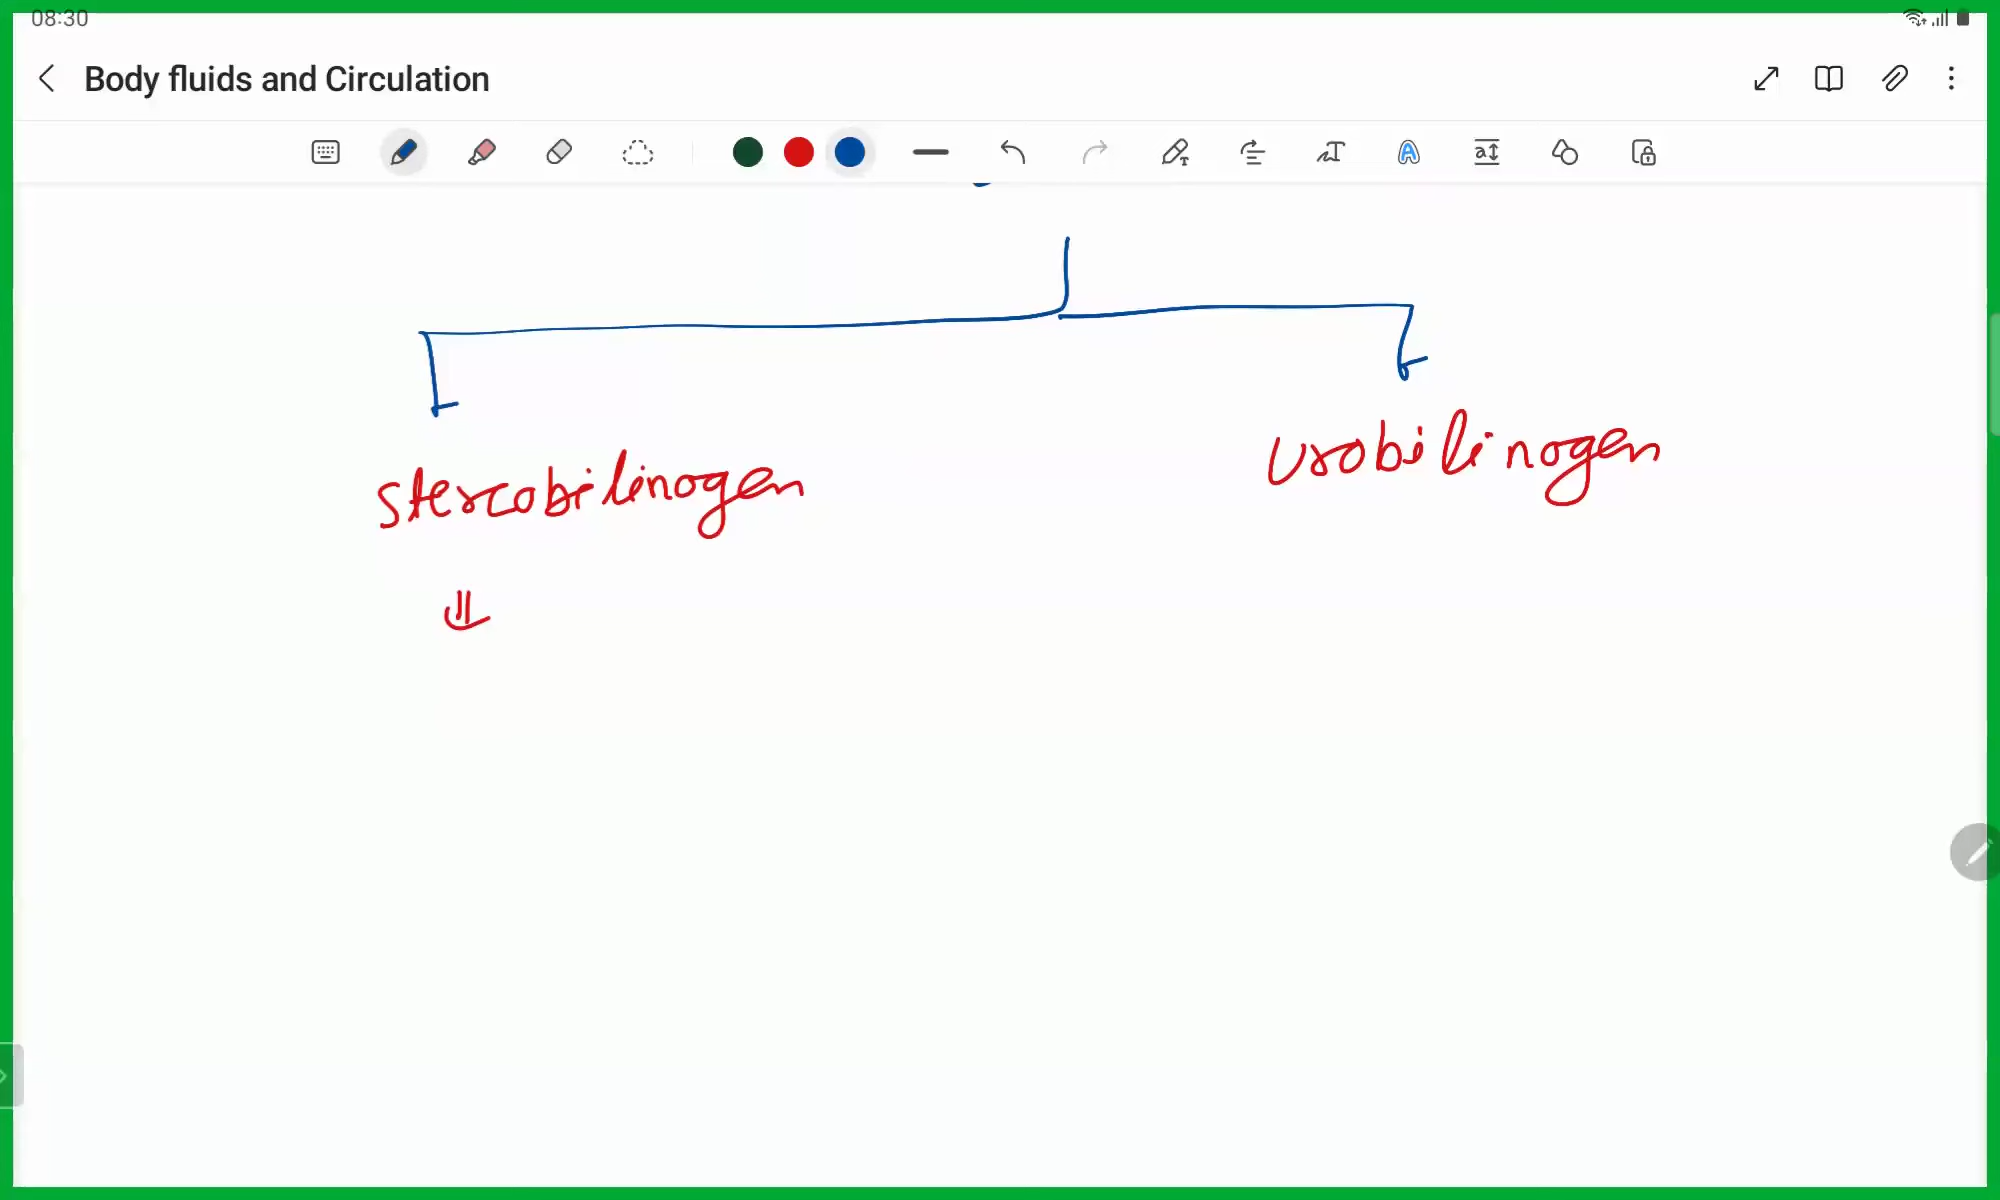 08:30
Body fluids and Circulation
urobilinogen
stercobilinogen